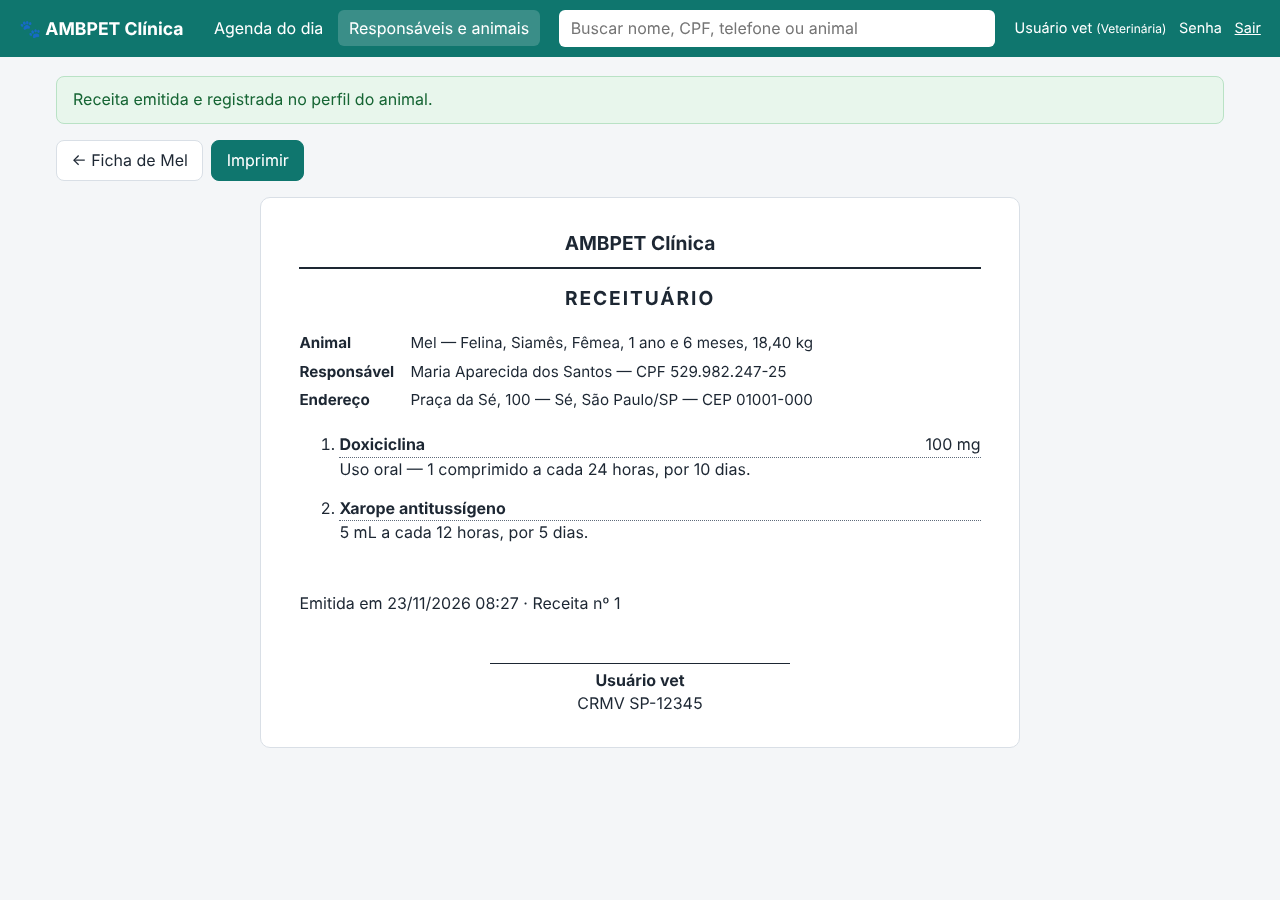 🐾 AMBPET Clínica Agenda do dia Responsáveis e animais Buscar nome, CPF, telefone ou animal Usuário vet (Veterinária) Senha Sair
Receita emitida e registrada no perfil do animal.
← Ficha de Mel Imprimir
AMBPET Clínica
RECEITUÁRIO
Animal Mel — Felina, Siamês, Fêmea, 1 ano e 6 meses, 18,40 kg
Responsável Maria Aparecida dos Santos — CPF 529.982.247-25
Endereço Praça da Sé, 100 — Sé, São Paulo/SP — CEP 01001-000
1. Doxiciclina 100 mg
Uso oral — 1 comprimido a cada 24 horas, por 10 dias.
2. Xarope antitussígeno
5 mL a cada 12 horas, por 5 dias.
Emitida em 23/11/2026 08:27 · Receita nº 1
Usuário vet
CRMV SP-12345